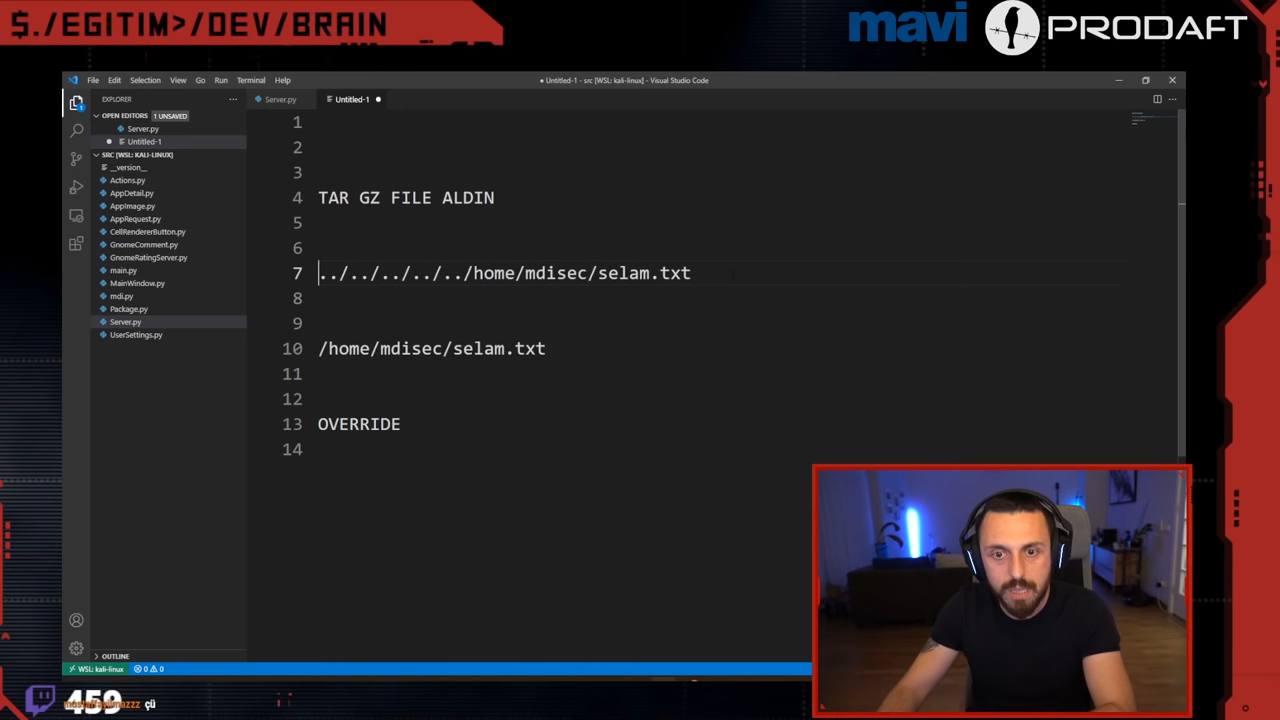 $./EGITIM>/DEV/BRAIN
mavi
PRODAFT
File Edit Selection View Go Run Terminal Help
● Untitled-1 - src [WSL: kali-linux] - Visual Studio Code
EXPLORER
Server.py
Untitled-1
OPEN EDITORS 1 UNSAVED
Server.py
Untitled-1
SRC [WSL: KALI-LINUX]
__version__
Actions.py
AppDetail.py
AppImage.py
AppRequest.py
CellRendererButton.py
GnomeComment.py
GnomeRatingServer.py
main.py
MainWindow.py
mdi.py
Package.py
Server.py
UserSettings.py
OUTLINE
1
2
3
4 TAR GZ FILE ALDIN
5
6
7 ../../../../../home/mdisec/selam.txt
8
9
10 /home/mdisec/selam.txt
11
12
13 OVERRIDE
14
WSL: kali-linux 0 0
459
çü